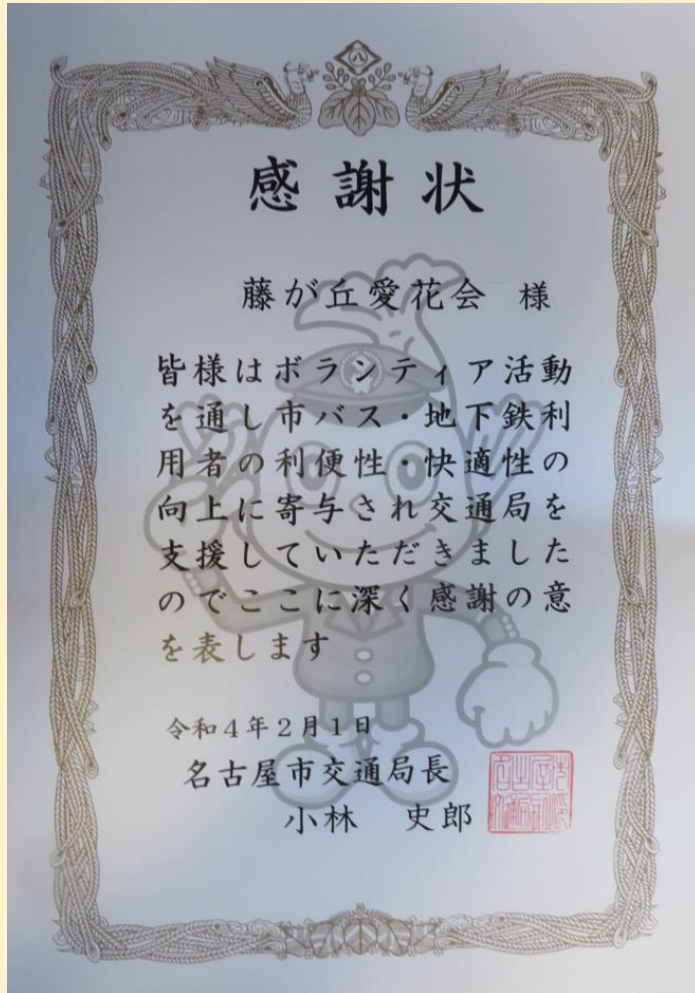 感謝状
藤が丘愛花会 様
皆様はボランティア活動
を通し市バス・地下鉄利
用者の利便性・快適性の
向上に寄与され交通局を
支援していただきました
のでここに深く感謝の意
を表します
令和4年2月1日
名古屋市交通局長
小林 史郎